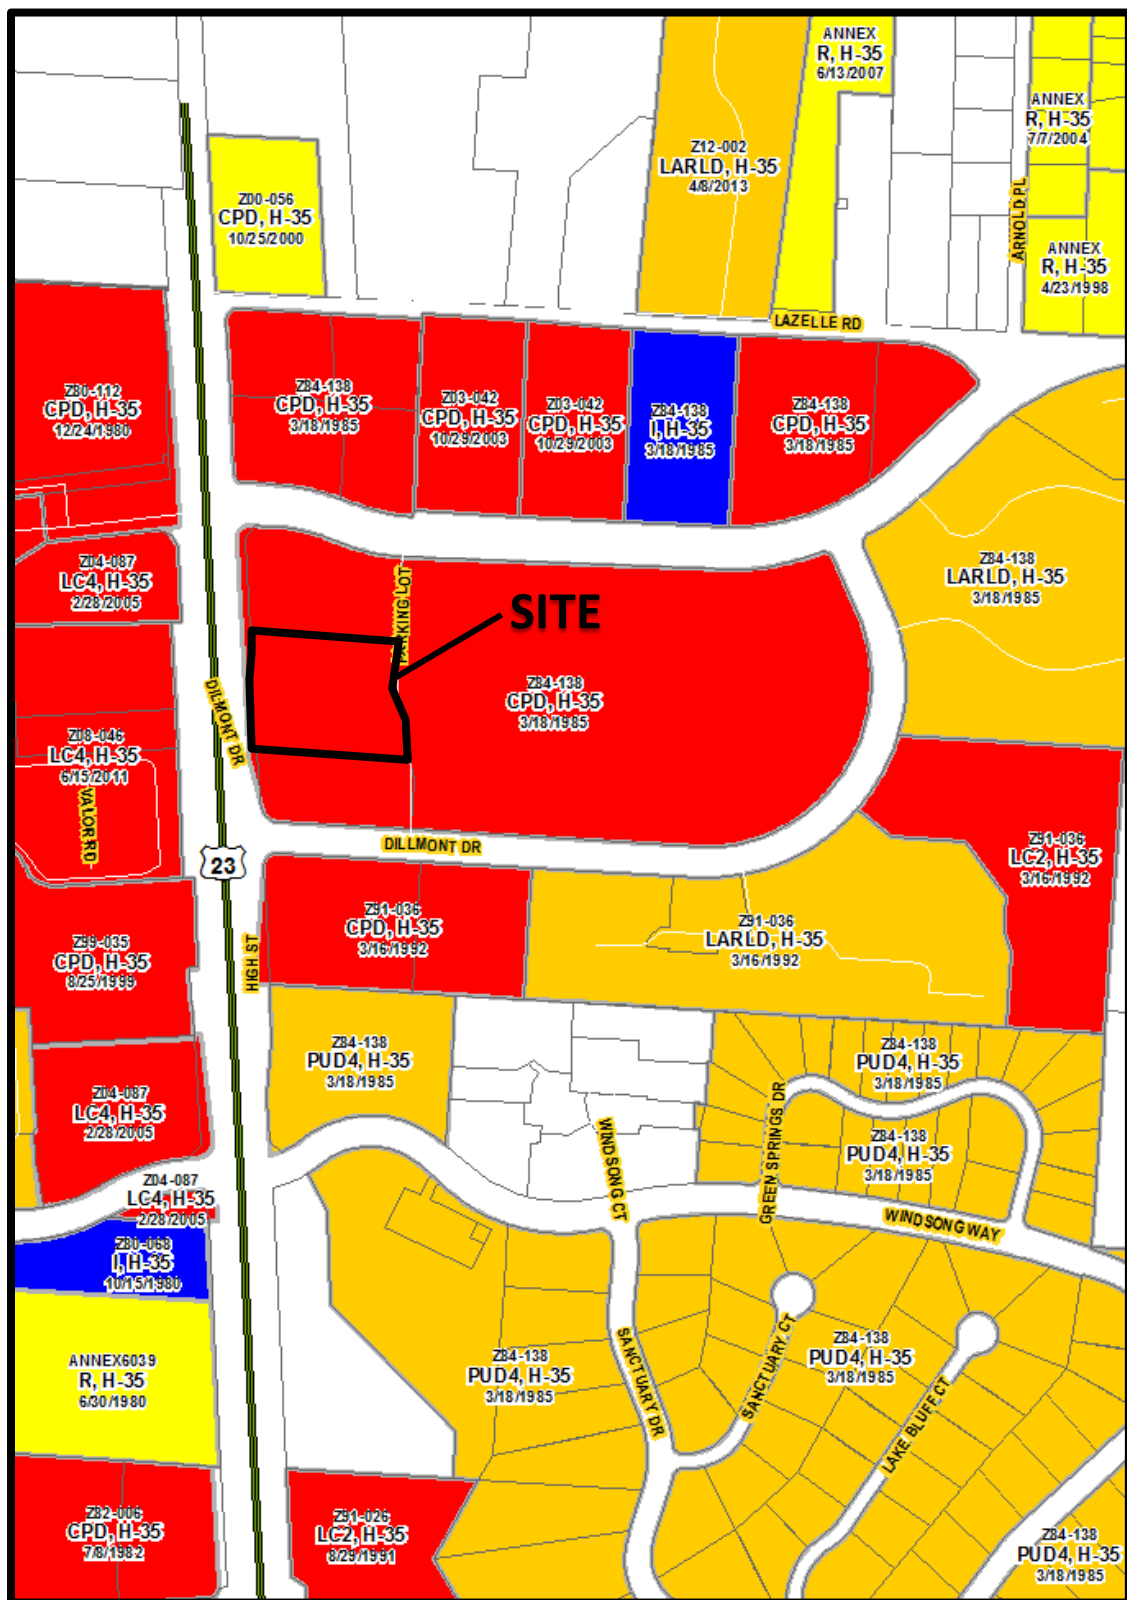 ANNEX
R, H-35
6/13/2007
ANNEX
R, H-35
7/7/2004
Z12-002
LARLD, H-35
4/8/2013
ARNOLD PL
Z00-056
CPD, H-35
10/25/2000
ANNEX
R, H-35
4/23/1998
LAZELLE RD
Z80-112
CPD, H-35
12/24/1980
Z84-138
CPD, H-35
3/18/1985
Z03-042
CPD, H-35
10/29/2003
Z03-042
CPD, H-35
10/29/2003
Z84-138
I, H-35
3/18/1985
Z84-138
CPD, H-35
3/18/1985
Z04-087
LC4, H-35
2/28/2005
PARKING LOT
SITE
Z84-138
LARLD, H-35
3/18/1985
Z84-138
CPD, H-35
3/18/1985
DILMONT DR
Z08-046
LC4, H-35
6/15/2011
VALOR RD
23
DILLMONT DR
Z91-036
LC2, H-35
3/16/1992
Z91-036
CPD, H-35
3/16/1992
Z91-036
LARLD, H-35
3/16/1992
Z99-035
CPD, H-35
8/25/1999
HIGH ST
Z84-138
PUD4, H-35
3/18/1985
Z84-138
PUD4, H-35
3/18/1985
Z04-087
LC4, H-35
2/28/2005
GREEN SPRINGS DR
Z84-138
PUD4, H-35
3/18/1985
WINDSONG CT
Z04-087
LC4, H-35
2/28/2005
WINDSONG WAY
Z80-068
I, H-35
10/15/1980
ANNEX6039
R, H-35
6/30/1980
Z84-138
PUD4, H-35
3/18/1985
SANCTUARY DR
SANCTUARY CT
Z84-138
PUD4, H-35
3/18/1985
LAKE BLUFF CT
Z82-006
CPD, H-35
7/8/1982
Z91-026
LC2, H-35
8/29/1991
Z84-138
PUD4, H-35
3/18/1985